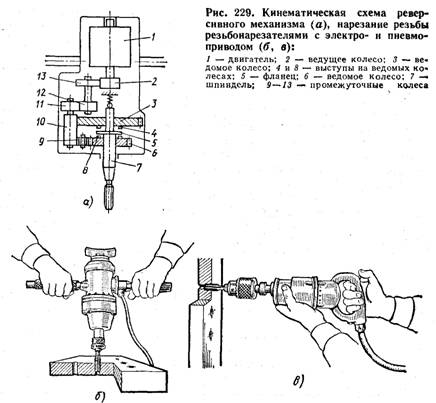 Рис. 229. Кинематическая схема ревер-
сивного механизма (а), нарезание резьбы
резьбонарезателями с электро- и пневмо-
приводом (б, в):
1 — двигатель; 2 — ведущее колесо; 3 — ве-
домое колесо; 4 и 8 — выступы на ведомых ко-
лесах; 5 — фланец; 6 — ведомое колесо; 7 —
шпиндель; 9—13 — промежуточные колеса
1
13
2
12
11
3
10
4
5
9
6
8
7
а)
б)
в)